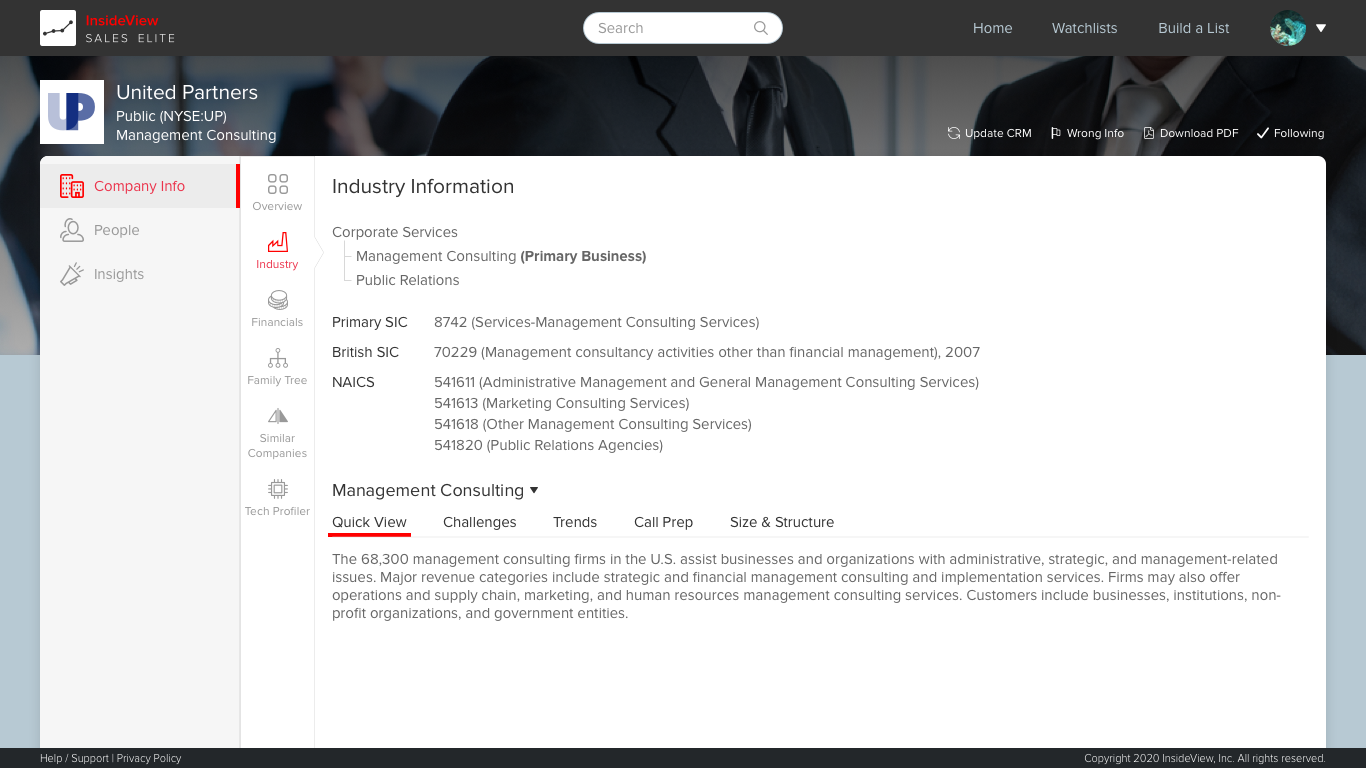 InsideView
SALES ELITE
Search
Home
Watchlists
Build a List
UP
United Partners
Public (NYSE:UP)
Management Consulting
Update CRM
Wrong Info
Download PDF
Following
Company Info
People
Insights
Overview
Industry
Financials
Family Tree
Similar
Companies
Tech Profiler
Industry Information
Corporate Services
Management Consulting (Primary Business)
Public Relations
Primary SIC 8742 (Services-Management Consulting Services)
British SIC 70229 (Management consultancy activities other than financial management), 2007
NAICS 541611 (Administrative Management and General Management Consulting Services)
541613 (Marketing Consulting Services)
541618 (Other Management Consulting Services)
541820 (Public Relations Agencies)
Management Consulting
Quick View Challenges Trends Call Prep Size & Structure
The 68,300 management consulting firms in the U.S. assist businesses and organizations with administrative, strategic, and management-related
issues. Major revenue categories include strategic and financial management consulting and implementation services. Firms may also offer
operations and supply chain, marketing, and human resources management consulting services. Customers include businesses, institutions, non-
profit organizations, and government entities.
Help / Support | Privacy Policy
Copyright 2020 InsideView, Inc. All rights reserved.